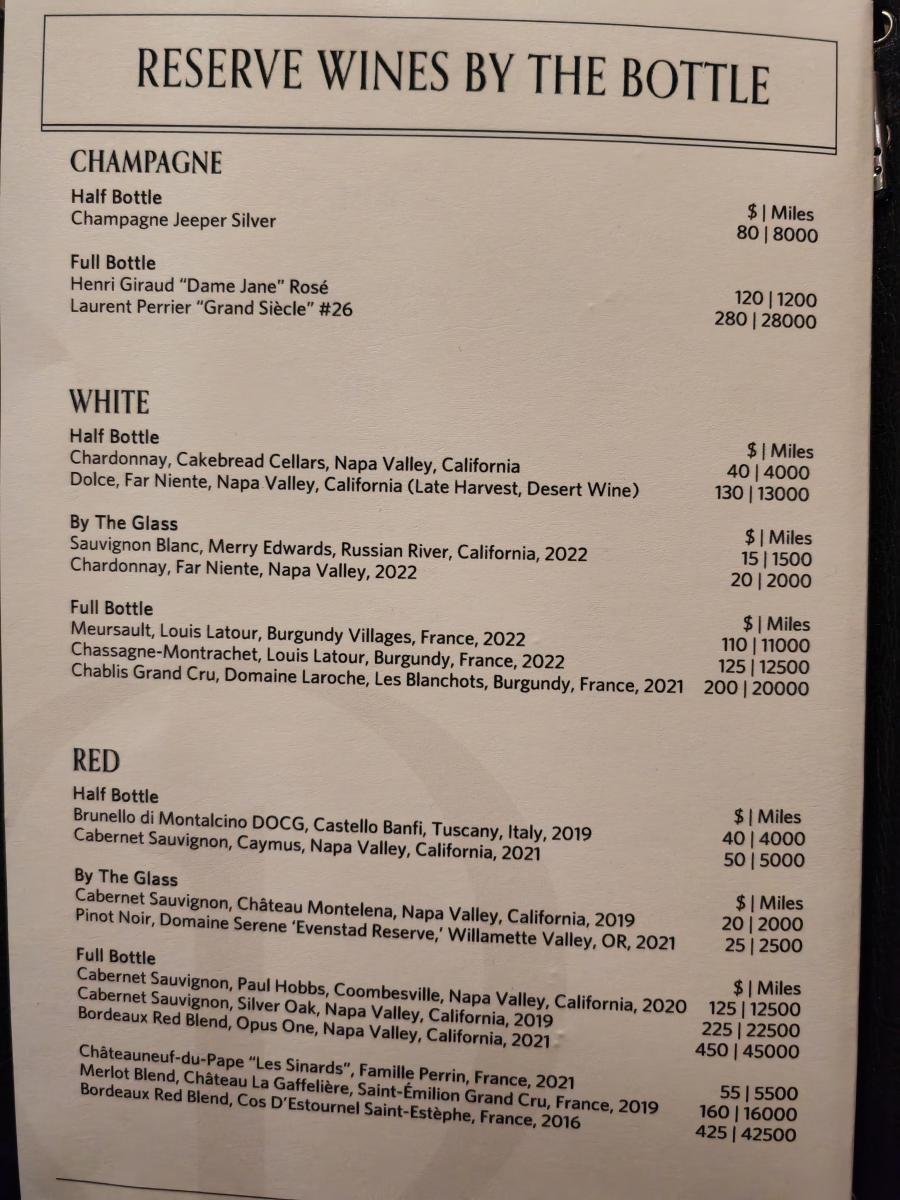 RESERVE WINES BY THE BOTTLE
CHAMPAGNE
Half Bottle $ | Miles
Champagne Jeeper Silver 80 | 8000
Full Bottle
Henri Giraud “Dame Jane” Rosé 120 | 1200
Laurent Perrier “Grand Siècle” #26 280 | 28000
WHITE
Half Bottle $ | Miles
Chardonnay, Cakebread Cellars, Napa Valley, California 40 | 4000
Dolce, Far Niente, Napa Valley, California (Late Harvest, Desert Wine) 130 | 13000
By The Glass $ | Miles
Sauvignon Blanc, Merry Edwards, Russian River, California, 2022 15 | 1500
Chardonnay, Far Niente, Napa Valley, 2022 20 | 2000
Full Bottle $ | Miles
Meursault, Louis Latour, Burgundy Villages, France, 2022 110 | 11000
Chassagne-Montrachet, Louis Latour, Burgundy, France, 2022 125 | 12500
Chablis Grand Cru, Domaine Laroche, Les Blanchots, Burgundy, France, 2021 200 | 20000
RED
Half Bottle $ | Miles
Brunello di Montalcino DOCG, Castello Banfi, Tuscany, Italy, 2019 40 | 4000
Cabernet Sauvignon, Caymus, Napa Valley, California, 2021 50 | 5000
By The Glass $ | Miles
Cabernet Sauvignon, Château Montelena, Napa Valley, California, 2019 20 | 2000
Pinot Noir, Domaine Serene ‘Evenstad Reserve,’ Willamette Valley, OR, 2021 25 | 2500
Full Bottle $ | Miles
Cabernet Sauvignon, Paul Hobbs, Coombesville, Napa Valley, California, 2020 125 | 12500
Cabernet Sauvignon, Silver Oak, Napa Valley, California, 2019 225 | 22500
Bordeaux Red Blend, Opus One, Napa Valley, California, 2021 450 | 45000
Châteauneuf-du-Pape “Les Sinards”, Famille Perrin, France, 2021 55 | 5500
Merlot Blend, Château La Gaffelière, Saint-Émilion Grand Cru, France, 2019 160 | 16000
Bordeaux Red Blend, Cos D’Estournel Saint-Estèphe, France, 2016 425 | 42500